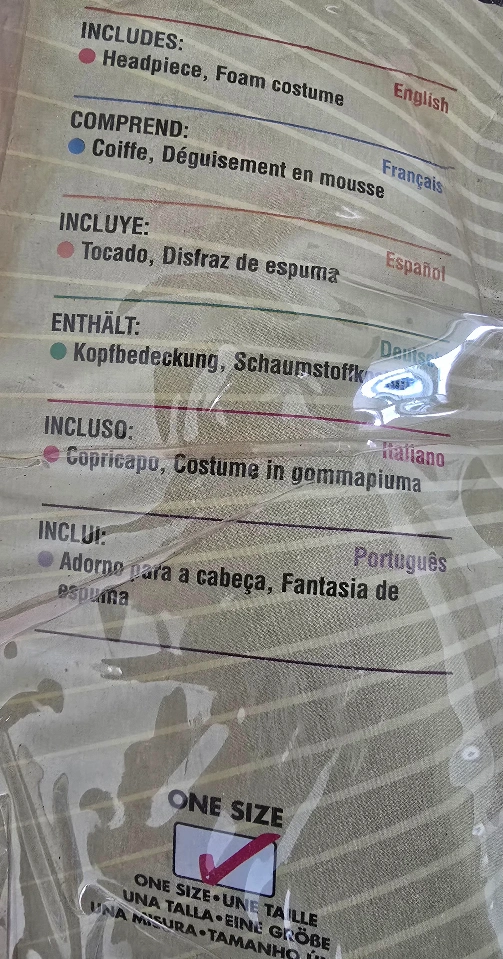 INCLUDES:
Headpiece, Foam costume
English
COMPREND:
Coiffe, Déguisement en mousse
Français
INCLUYE:
Tocado, Disfraz de espuma
Español
ENTHÄLT:
Kopfbedeckung,
INCLUSO:
Copricapo, Costume in gommapiuma
Italiano
INCLUI:
Adorno para a cabeça, Fantasia de
espuma
Português
ONE SIZE
ONE SIZE•UNE TAILLE
UNA TALLA•EINE GRÖßE
UNA MISURA•TAMANHO